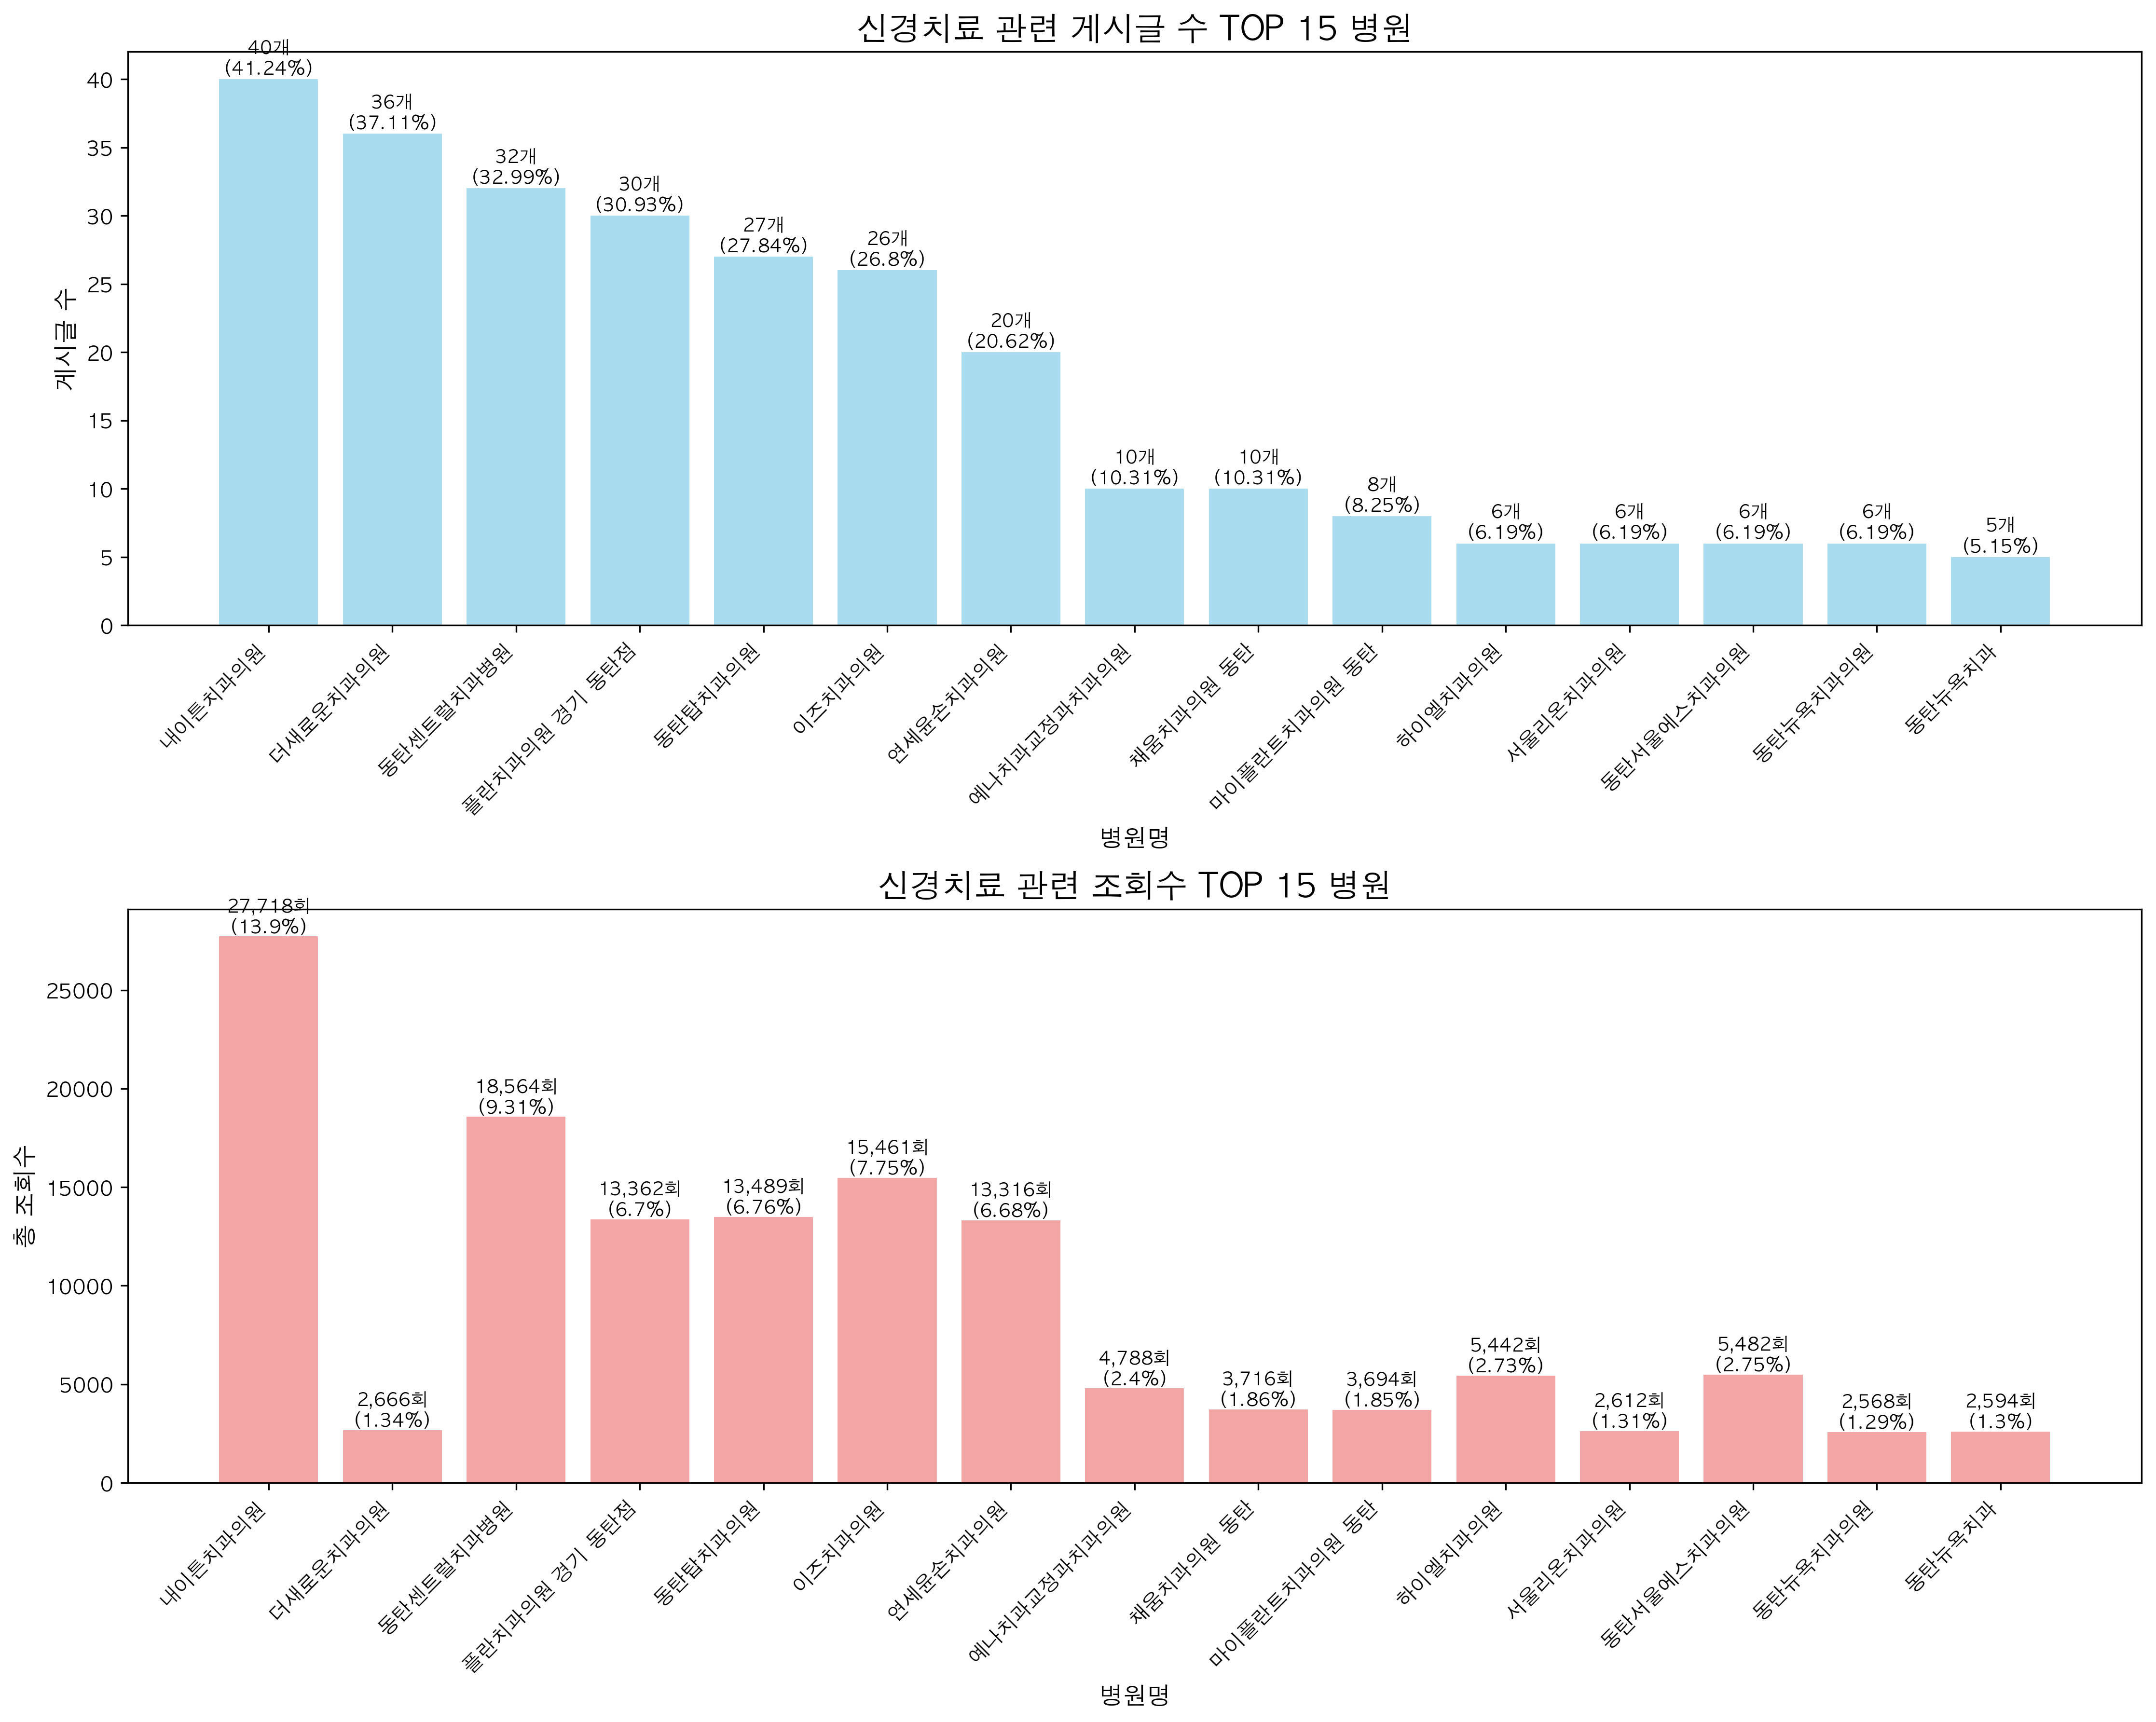 신경치료 관련 게시글 수 TOP 15 병원
40개
(41.24%)
36개
(37.11%)
32개
(32.99%)
30개
(30.93%)
27개
(27.84%)
26개
(26.8%)
20개
(20.62%)
10개
(10.31%)
10개
(10.31%)
8개
(8.25%)
6개
(6.19%)
6개
(6.19%)
6개
(6.19%)
6개
(6.19%)
5개
(5.15%)
40
35
30
25
20
15
10
5
0
게시글 수
내이튼치과의원
더새로운치과의원
동탄센트럴치과병원
플란치과의원 경기 동탄점
동탄탑치과의원
이즈치과의원
연세윤손치과의원
예나치과교정과치과의원
채움치과의원 동탄
마이플란트치과의원 동탄
하이엘치과의원
서울리온치과의원
동탄서울에스치과의원
동탄뉴욕치과의원
동탄뉴욕치과
병원명
신경치료 관련 조회수 TOP 15 병원
27,718회
(13.9%)
2,666회
(1.34%)
18,564회
(9.31%)
13,362회
(6.7%)
13,489회
(6.76%)
15,461회
(7.75%)
13,316회
(6.68%)
4,788회
(2.4%)
3,716회
(1.86%)
3,694회
(1.85%)
5,442회
(2.73%)
2,612회
(1.31%)
5,482회
(2.75%)
2,568회
(1.29%)
2,594회
(1.3%)
25000
20000
15000
10000
5000
0
총 조회수
내이튼치과의원
더새로운치과의원
동탄센트럴치과병원
플란치과의원 경기 동탄점
동탄탑치과의원
이즈치과의원
연세윤손치과의원
예나치과교정과치과의원
채움치과의원 동탄
마이플란트치과의원 동탄
하이엘치과의원
서울리온치과의원
동탄서울에스치과의원
동탄뉴욕치과의원
동탄뉴욕치과
병원명